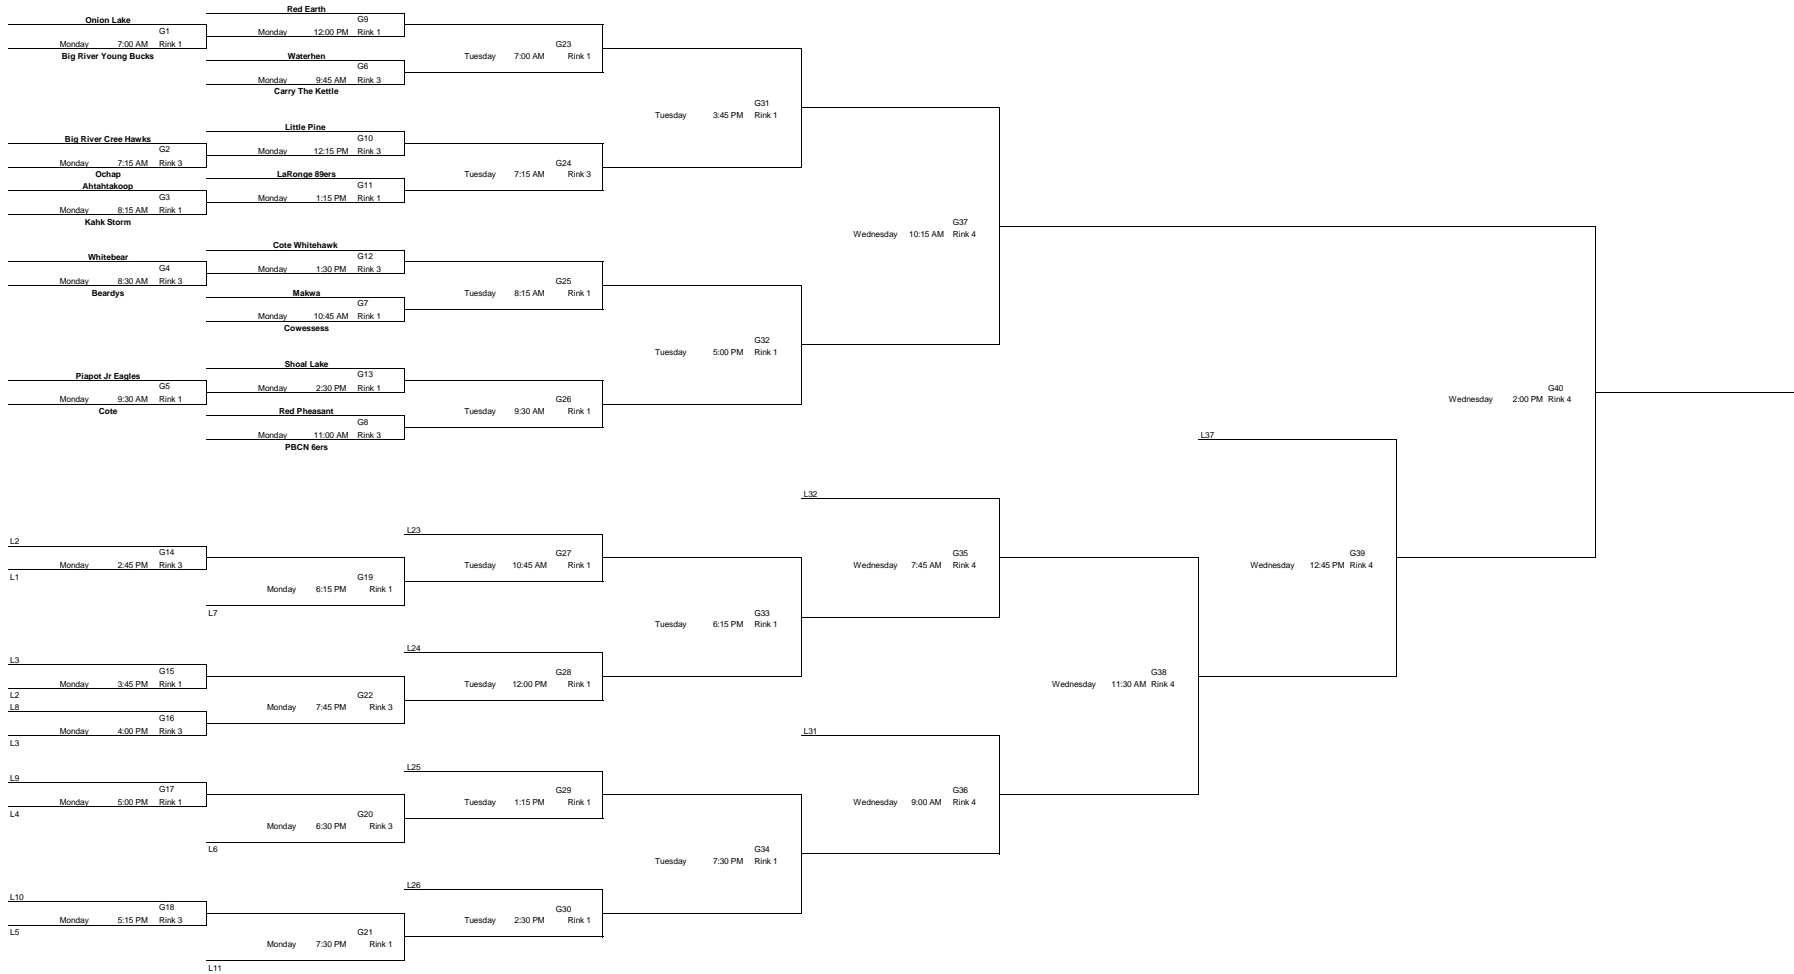 Red Earth
Onion Lake
G9
G1
Monday 12:00 PM Rink 1
Monday 7:00 AM Rink 1
G23
Big River Young Bucks
Waterhen
Tuesday 7:00 AM Rink 1
G6
Monday 9:45 AM Rink 3
Carry The Kettle
G31
Tuesday 3:45 PM Rink 1
Little Pine
Big River Cree Hawks
G10
G2
Monday 12:15 PM Rink 3
Monday 7:15 AM Rink 3
G24
Ochap
LaRonge 89ers
Tuesday 7:15 AM Rink 3
Ahtahtakoop
G11
G3
Monday 1:15 PM Rink 1
Monday 8:15 AM Rink 1
Kahk Storm
G37
Wednesday 10:15 AM Rink 4
Cote Whitehawk
Whitebear
G12
G4
Monday 1:30 PM Rink 3
Monday 8:30 AM Rink 3
G25
Beardys
Makwa
Tuesday 8:15 AM Rink 1
G7
Monday 10:45 AM Rink 1
Cowessess
G32
Tuesday 5:00 PM Rink 1
Shoal Lake
Piapot Jr Eagles
G13
G5
Monday 2:30 PM Rink 1
G40
Monday 9:30 AM Rink 1
G26
Wednesday 2:00 PM Rink 4
Cote
Red Pheasant
Tuesday 9:30 AM Rink 1
G8
Monday 11:00 AM Rink 3
L37
PBCN 6ers
L32
L23
L2
G14
G27
G35
G39
Monday 2:45 PM Rink 3
Tuesday 10:45 AM Rink 1
Wednesday 7:45 AM Rink 4
Wednesday 12:45 PM Rink 4
L1
G19
Monday 6:15 PM Rink 1
L7
G33
Tuesday 6:15 PM Rink 1
L24
L3
G15
G28
G38
Monday 3:45 PM Rink 1
Tuesday 12:00 PM Rink 1
Wednesday 11:30 AM Rink 4
L2
G22
L8
Monday 7:45 PM Rink 3
G16
Monday 4:00 PM Rink 3
L31
L3
L25
L9
G17
G29
G36
Monday 5:00 PM Rink 1
Tuesday 1:15 PM Rink 1
Wednesday 9:00 AM Rink 4
L4
G20
Monday 6:30 PM Rink 3
L6
G34
Tuesday 7:30 PM Rink 1
L26
L10
G18
G30
Monday 5:15 PM Rink 3
Tuesday 2:30 PM Rink 1
L5
G21
Monday 7:30 PM Rink 1
L11